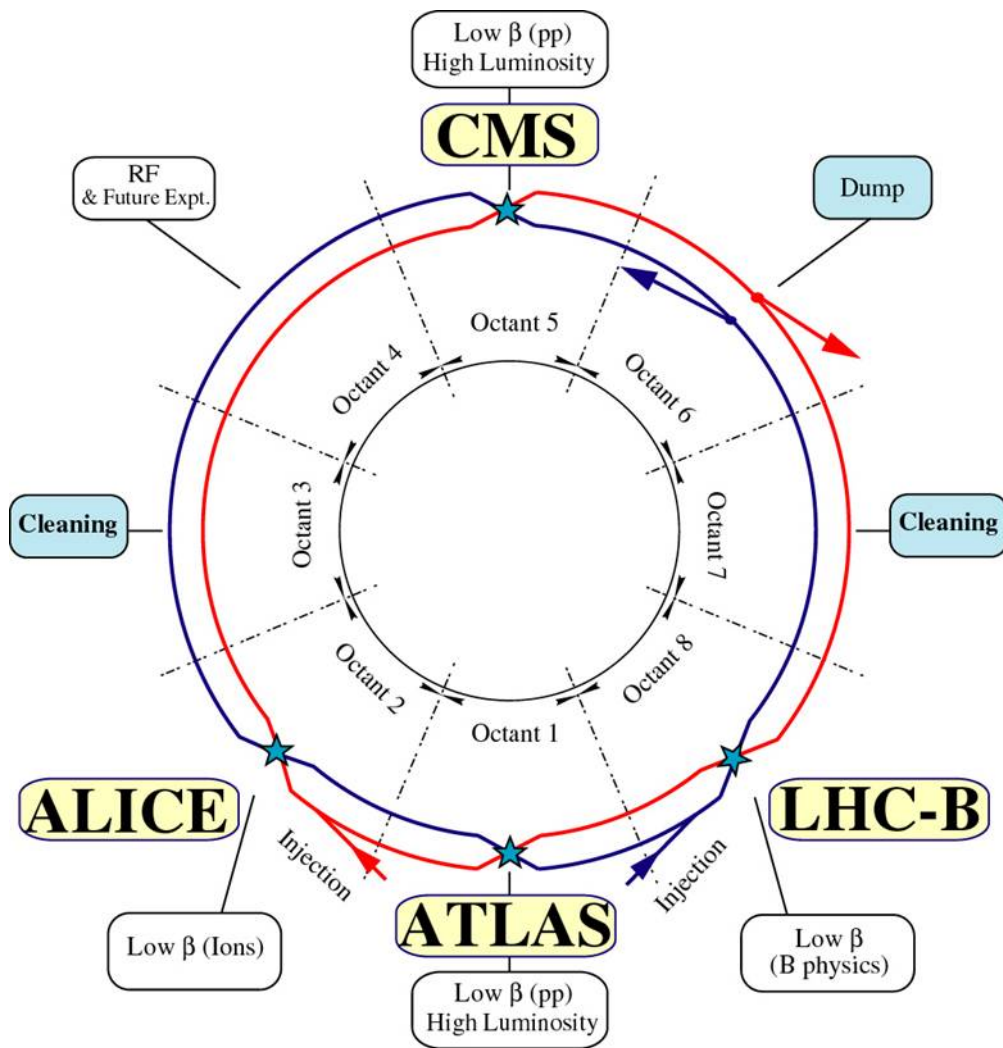 Low β (pp)
High Luminosity
CMS
RF
& Future Expt.
Dump
Octant 5
Octant 4
Octant 6
Octant 3
Octant 7
Cleaning
Cleaning
Octant 2
Octant 8
Octant 1
ALICE
LHC-B
Injection
Injection
ATLAS
Low β (Ions)
Low β
(B physics)
Low β (pp)
High Luminosity